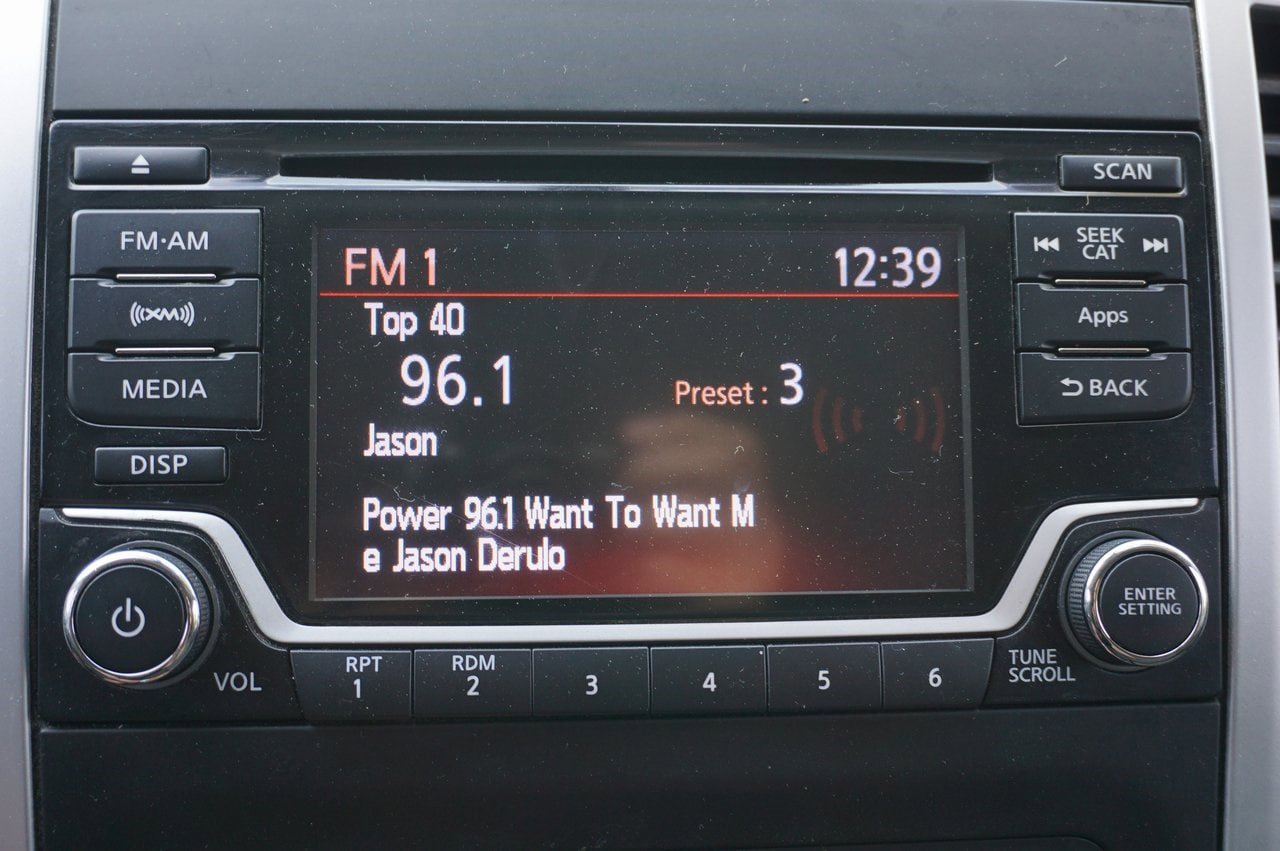 SCAN
FM·AM
SEEK
CAT
FM 1
12:39
Top 40
XM
Apps
96.1
Preset : 3
MEDIA
BACK
Jason
DISP
Power 96.1 Want To Want M
e Jason Derulo
ENTER
SETTING
VOL
RPT
1
RDM
2
3
4
5
6
TUNE
SCROLL